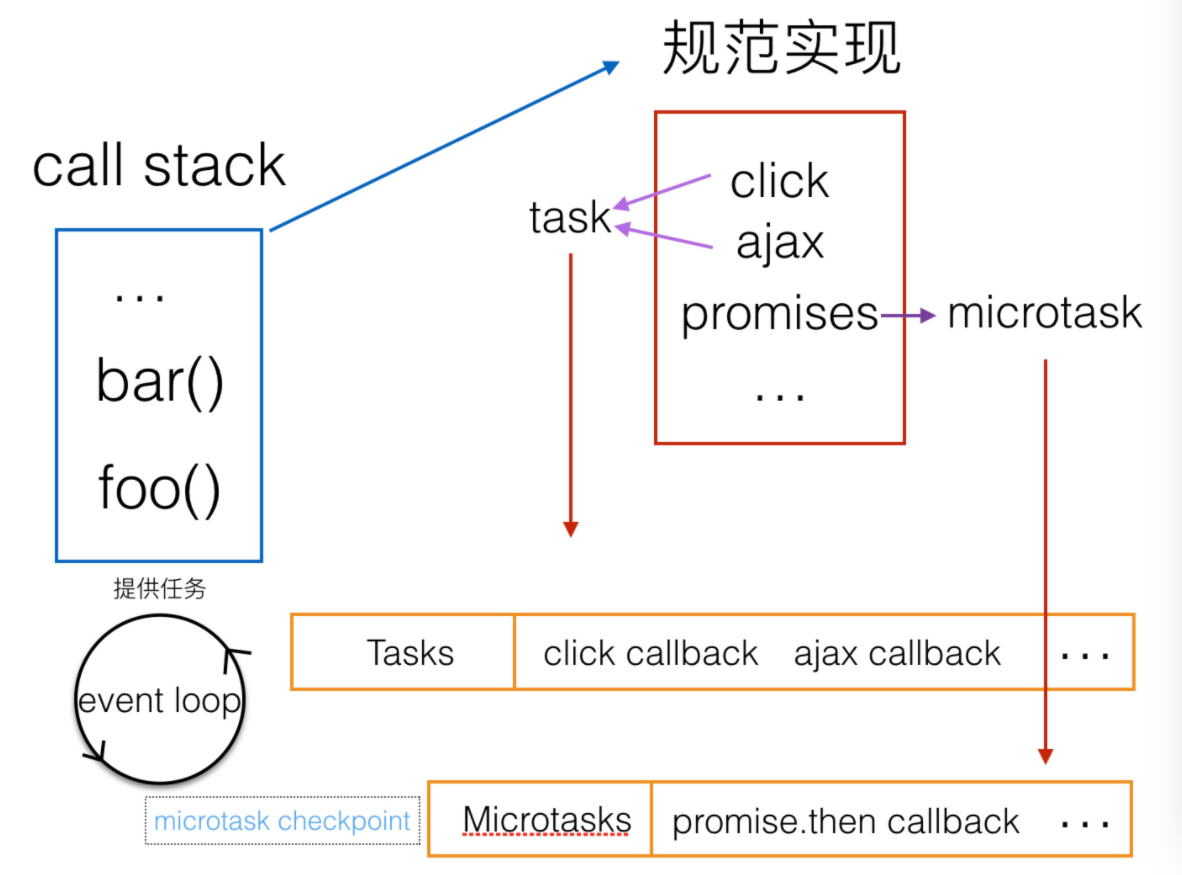 规范实现
call stack
click
task
ajax
...
promises
microtask
bar()
...
foo()
提供任务
Tasks
click callback ajax callback ...
event loop
microtask checkpoint
Microtasks
promise.then callback ...